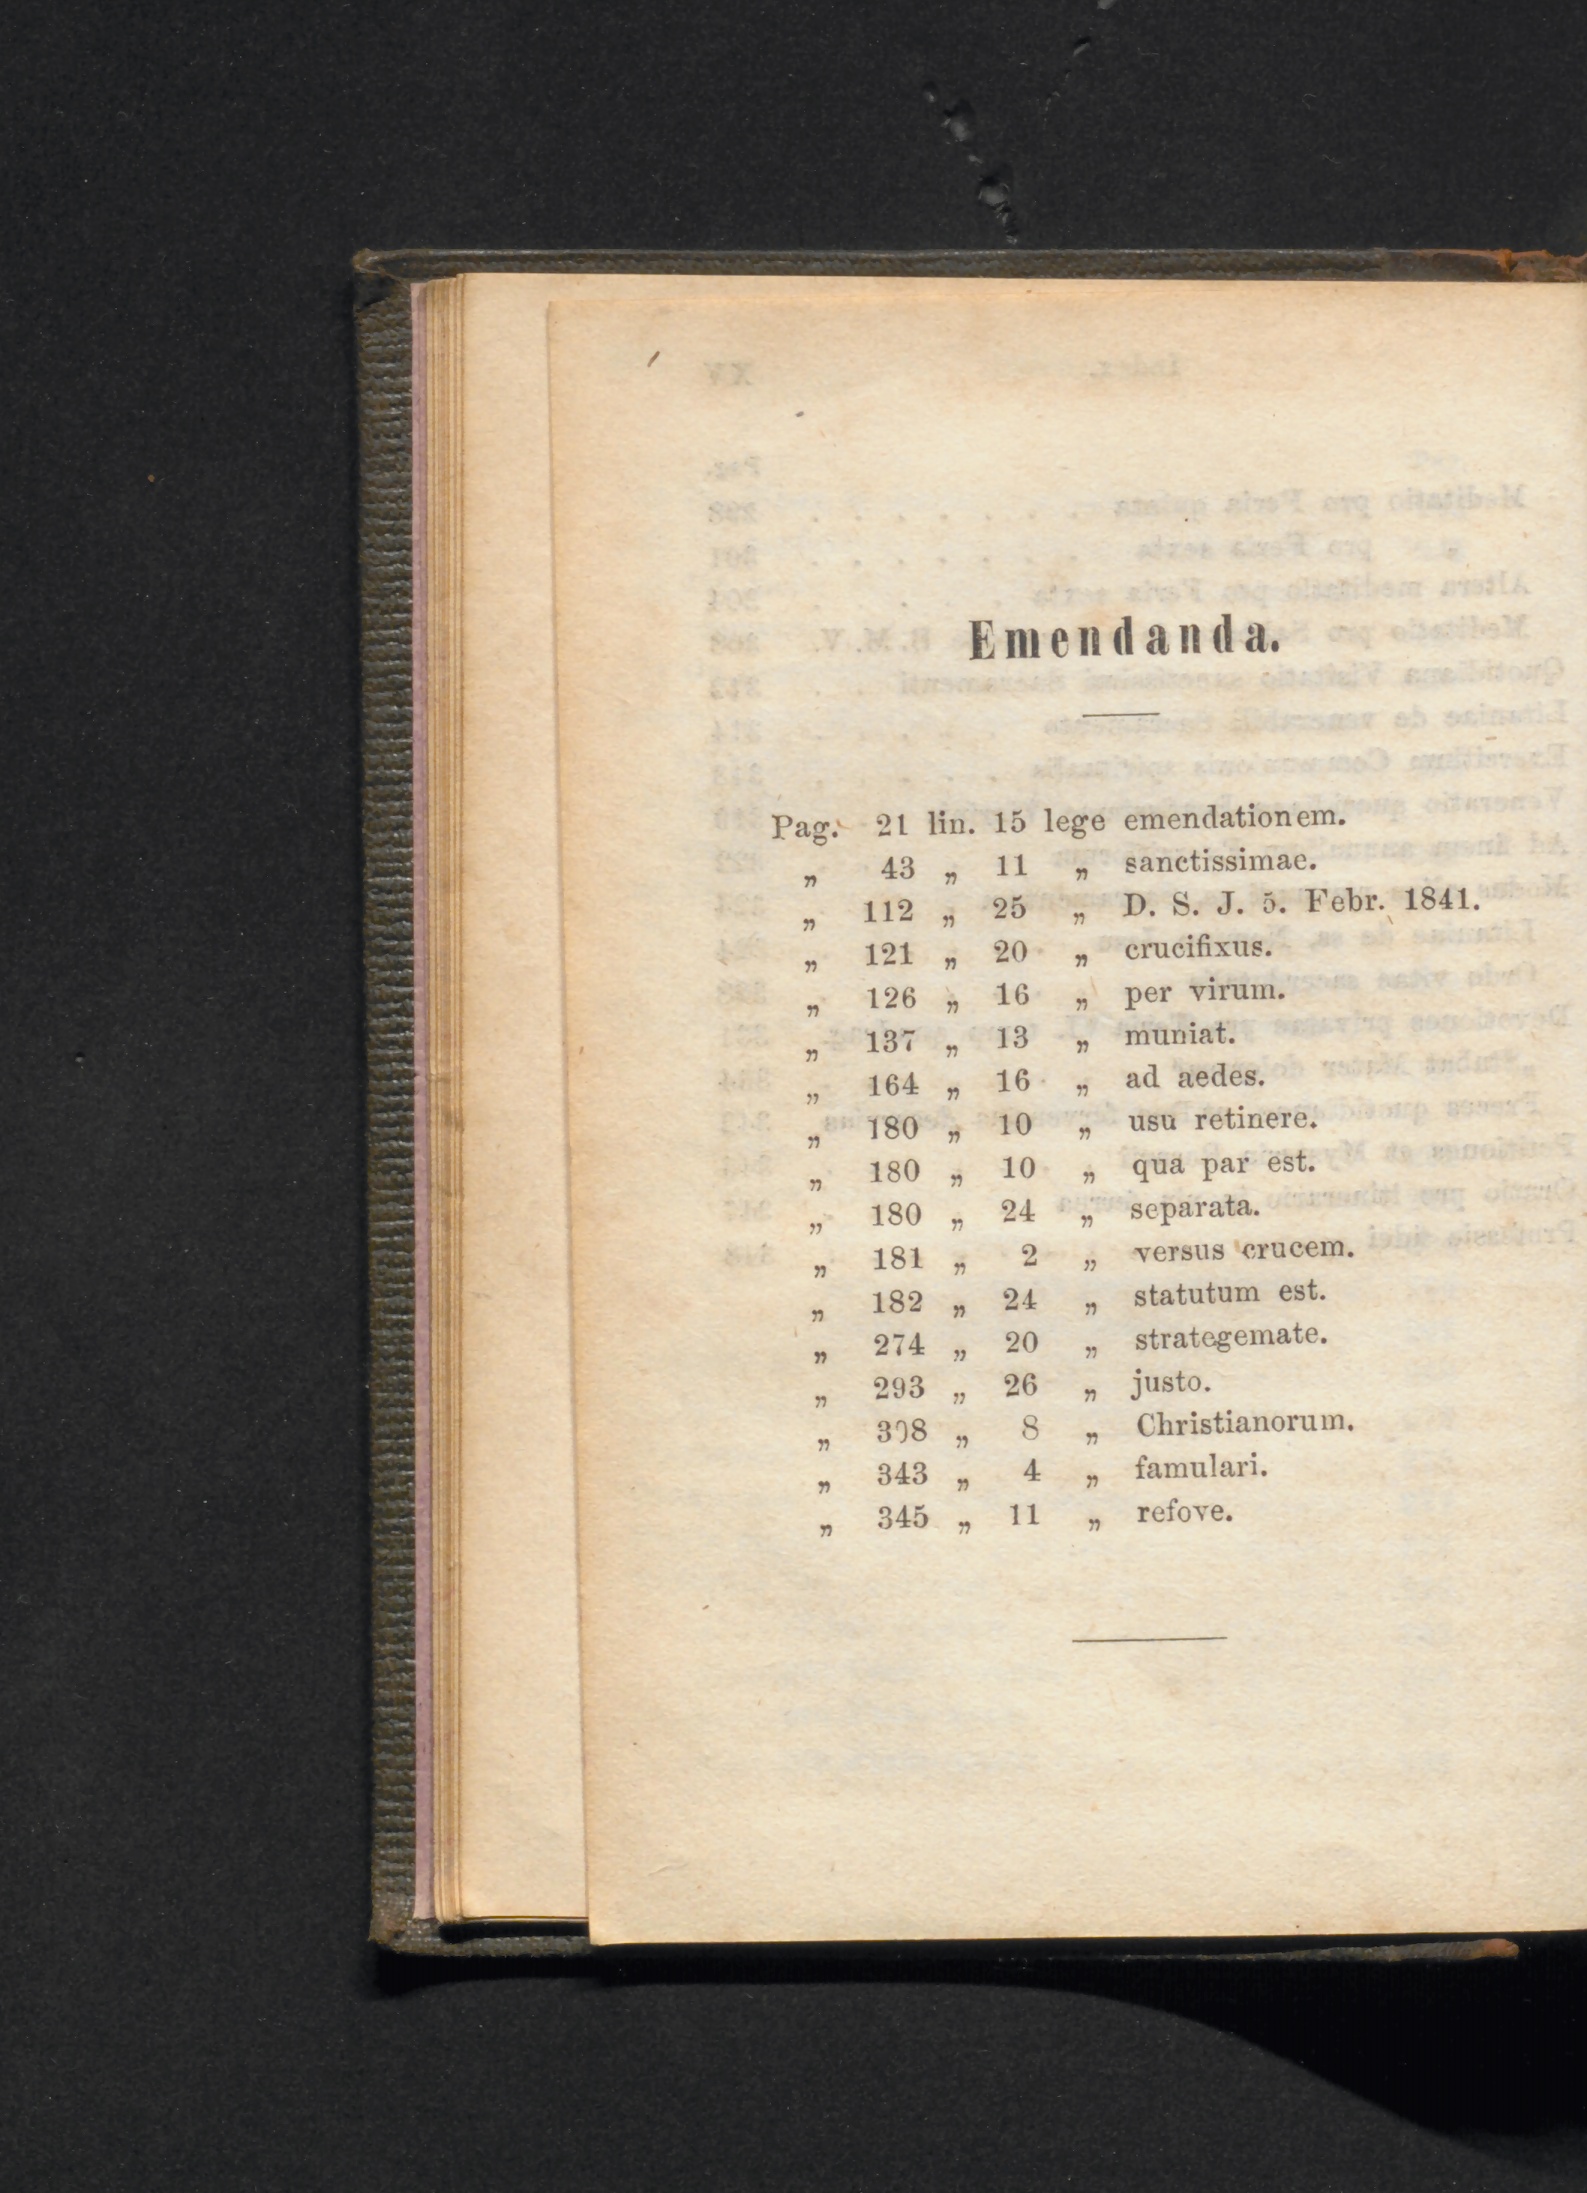 Emendanda.
Pag. 21 lin. 15 lege emendationem.
„ 43 „ 11 „ sanctissimae.
„ 112 „ 25 „ D. S. J. 5. Febr. 1841.
„ 121 „ 20 „ crucifixus.
„ 126 „ 16 „ per virum.
„ 137 „ 13 „ muniat.
„ 164 „ 16 „ ad aedes.
„ 180 „ 10 „ usu retinere.
„ 180 „ 10 „ qua par est.
„ 180 „ 24 „ separata.
„ 181 „ 2 „ versus crucem.
„ 182 „ 24 „ statutum est.
„ 274 „ 20 „ strategemate.
„ 293 „ 26 „ justo.
„ 308 „ 8 „ Christianorum.
„ 343 „ 4 „ famulari.
„ 345 „ 11 „ refove.